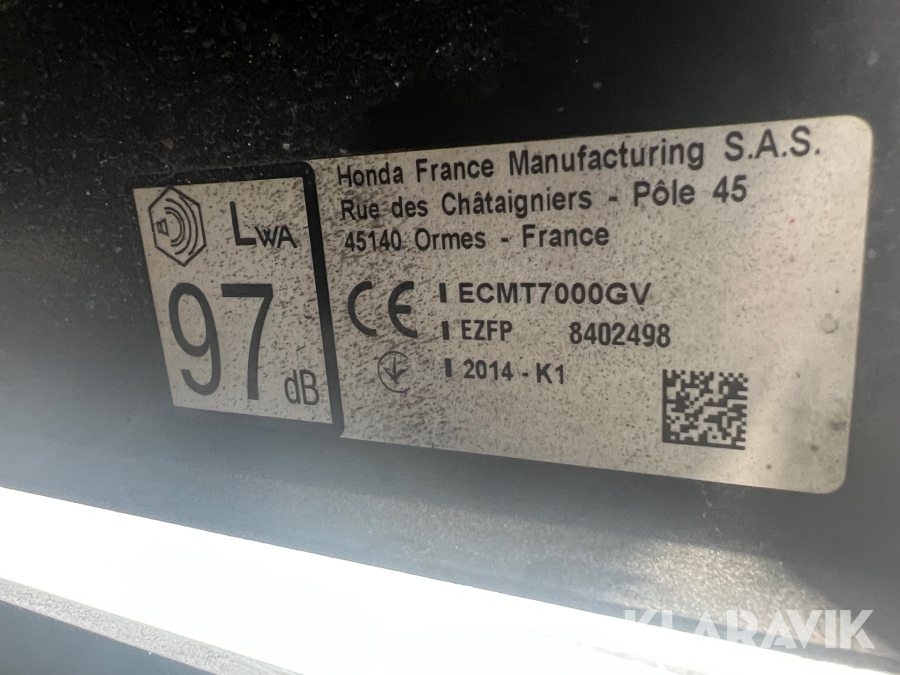 LWA
97
dB
Honda France Manufacturing S.A.S.
Rue des Châtaigniers - Pôle 45
45140 Ormes - France
CE
ECMT7000GV
EZFP 8402498
2014 - K1
KLARAVIK